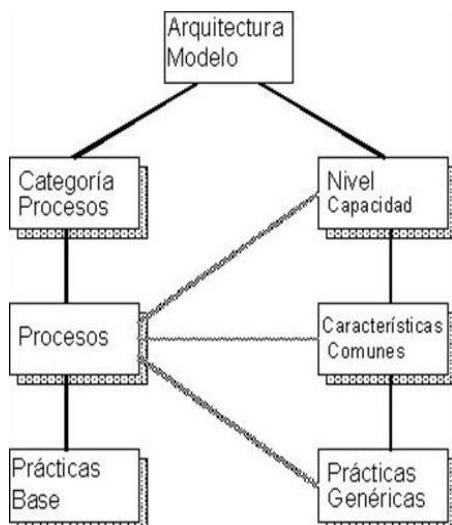 Arquitectura
Modelo
Categoría
Procesos
Nivel
Capacidad
Procesos
Características
Comunes
Prácticas
Base
Prácticas
Genéricas